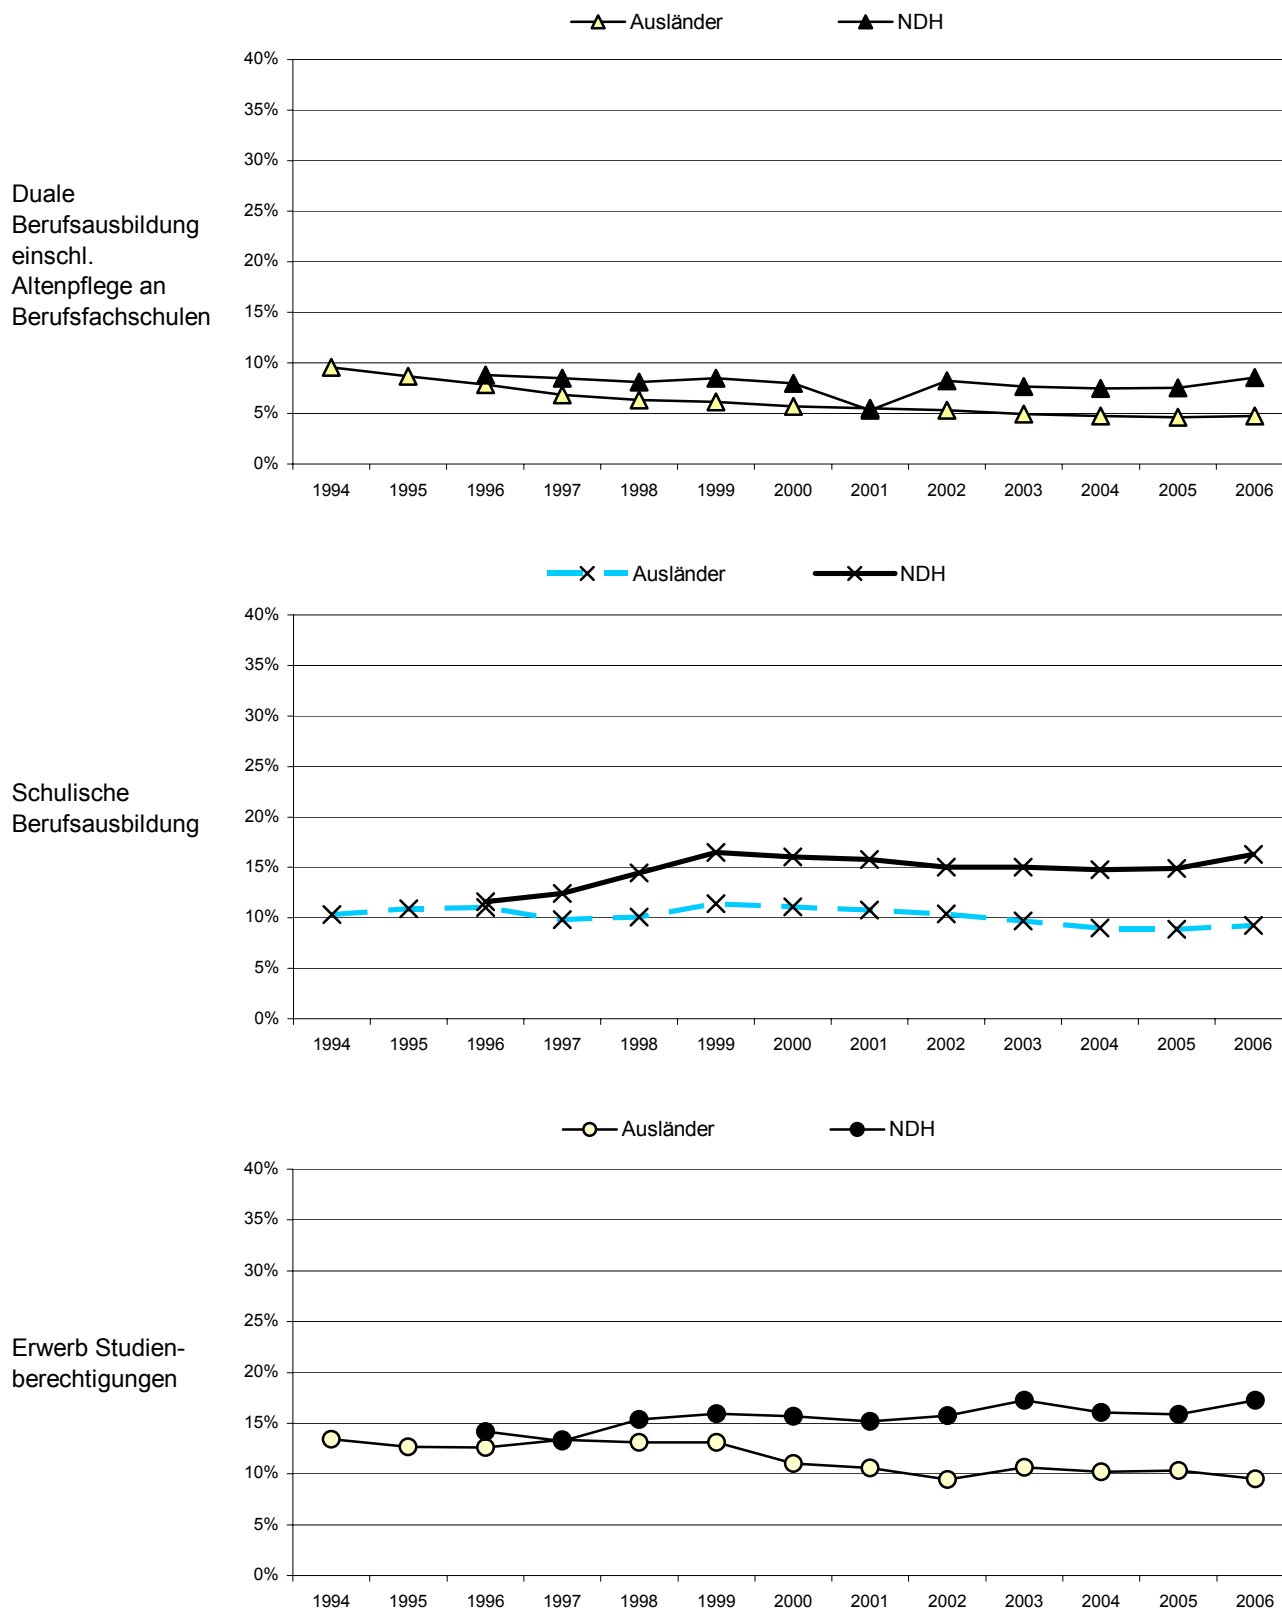 Ausländer NDH
40%
35%
30%
25%
20%
15%
10%
5%
0%
Duale
Berufsausbildung
einschl.
Altenpflege an
Berufsfachschulen
1994 1995 1996 1997 1998 1999 2000 2001 2002 2003 2004 2005 2006
Ausländer NDH
40%
35%
30%
25%
20%
15%
10%
5%
0%
Schulische
Berufsausbildung
1994 1995 1996 1997 1998 1999 2000 2001 2002 2003 2004 2005 2006
Ausländer NDH
40%
35%
30%
25%
20%
15%
10%
5%
0%
Erwerb Studien-
berechtigungen
1994 1995 1996 1997 1998 1999 2000 2001 2002 2003 2004 2005 2006